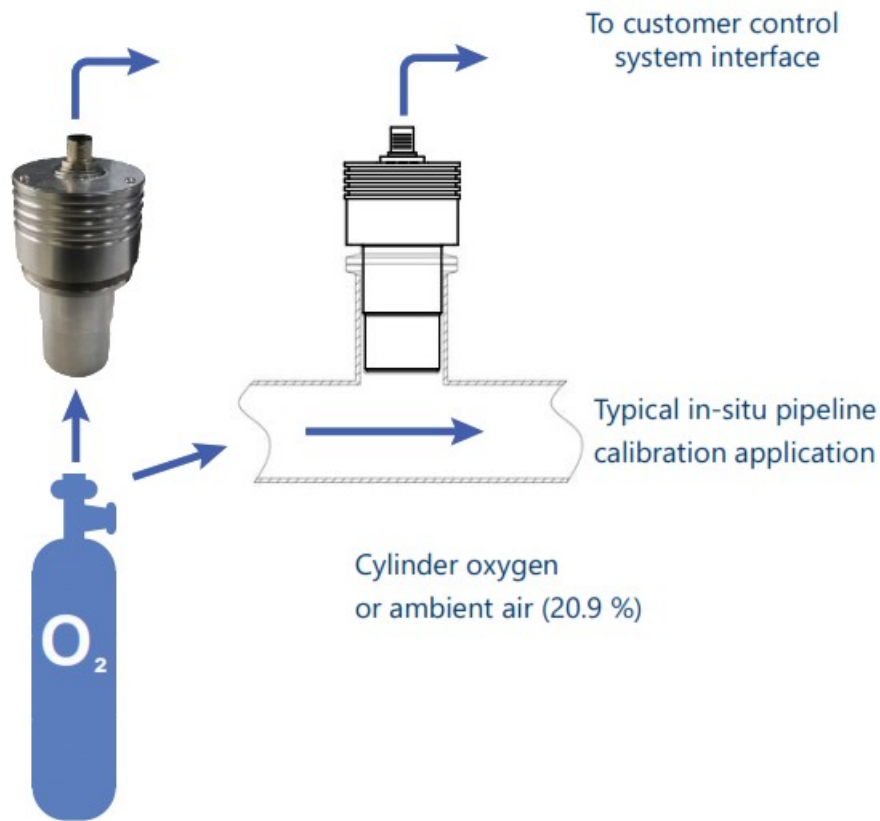 To customer control
system interface
Typical in-situ pipeline
calibration application
Cylinder oxygen
or ambient air (20.9 %)
O₂